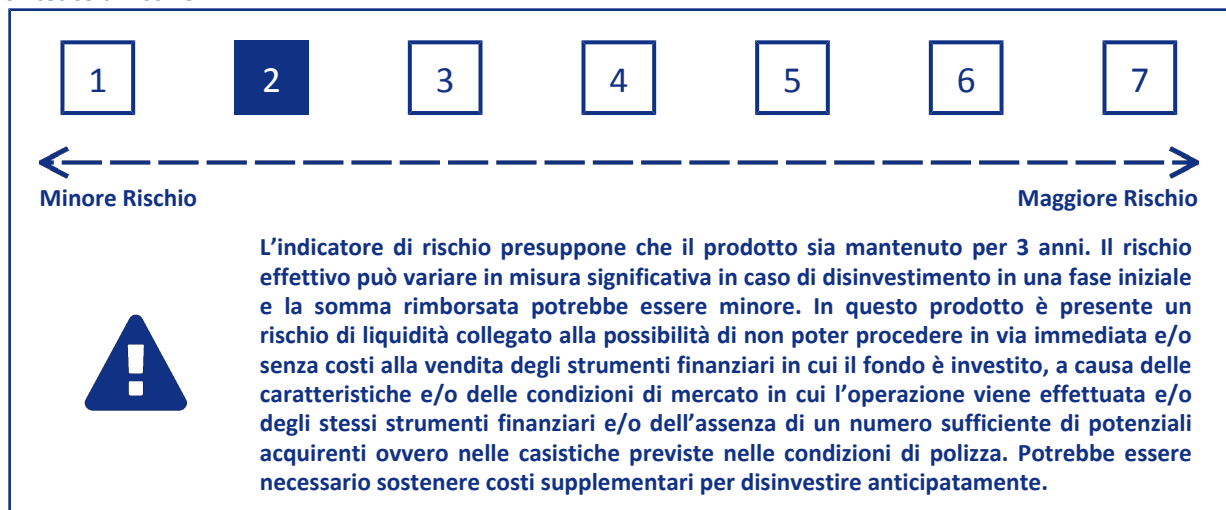 1 2 3 4 5 6 7
Minore Rischio Maggiore Rischio
L'indicatore di rischio presuppone che il prodotto sia mantenuto per 3 anni. Il rischio
effettivo può variare in misura significativa in caso di disinvestimento in una fase iniziale
e la somma rimborsata potrebbe essere minore. In questo prodotto è presente un
rischio di liquidità collegato alla possibilità di non poter procedere in via immediata e/o
senza costi alla vendita degli strumenti finanziari in cui il fondo è investito, a causa delle
caratteristiche e/o delle condizioni di mercato in cui l'operazione viene effettuata e/o
degli stessi strumenti finanziari e/o dell'assenza di un numero sufficiente di potenziali
acquirenti ovvero nelle casistiche previste nelle condizioni di polizza. Potrebbe essere
necessario sostenere costi supplementari per disinvestire anticipatamente.